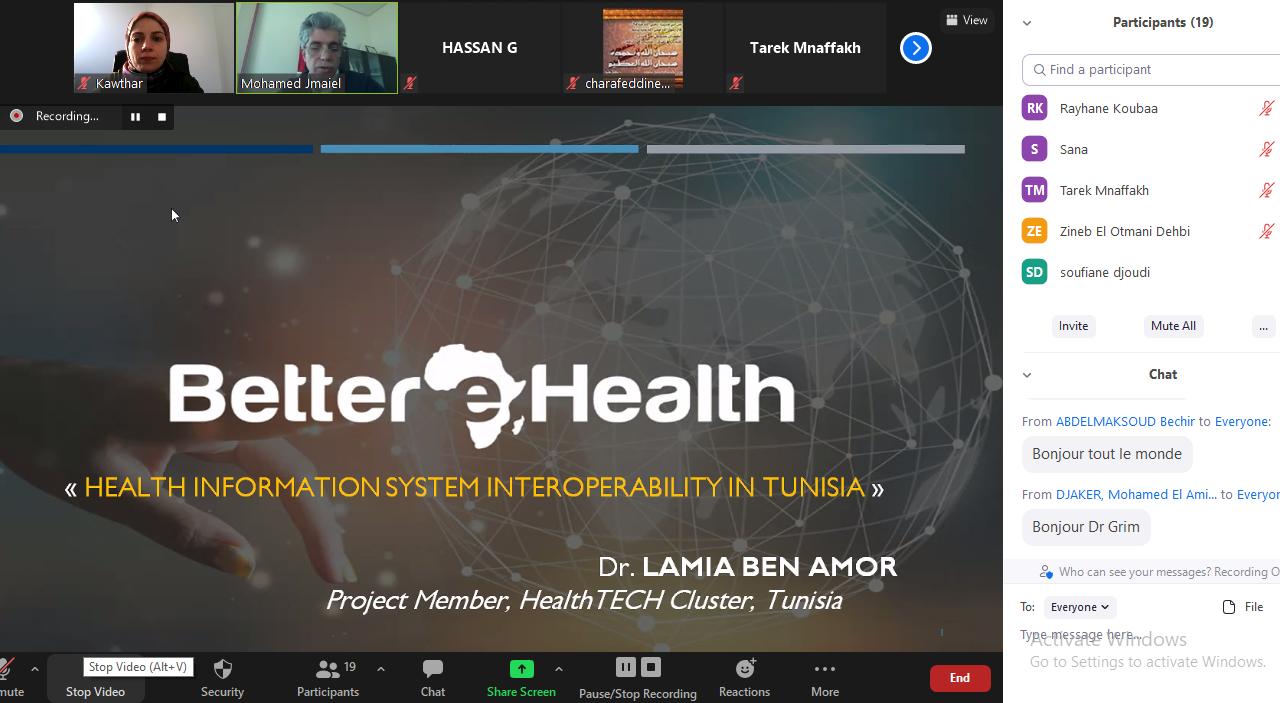 Kawthar
Mohamed Jmaiel
HASSAN G
charafeddine...
Tarek Mnaffakh
View
Recording...
Better eHealth
« HEALTH INFORMATION SYSTEM INTEROPERABILITY IN TUNISIA »
Dr. LAMIA BEN AMOR
Project Member, HealthTECH Cluster, Tunisia
Stop Video (Alt+V)
mute
Stop Video
Security
19
Participants
Chat
Share Screen
Pause/Stop Recording
Reactions
More
End
Participants (19)
Find a participant
RK Rayhane Koubaa
S Sana
TM Tarek Mnaffakh
ZE Zineb El Otmani Dehbi
SD soufiane djoudi
Invite
Mute All
...
Chat
From ABDELMAKSOUD Bechir to Everyone:
Bonjour tout le monde
From DJAKER, Mohamed El Ami... to Everyon
Bonjour Dr Grim
Who can see your messages? Recording O
To: Everyone
File
Type message here...
Activate Windows
Go to Settings to activate Windows.